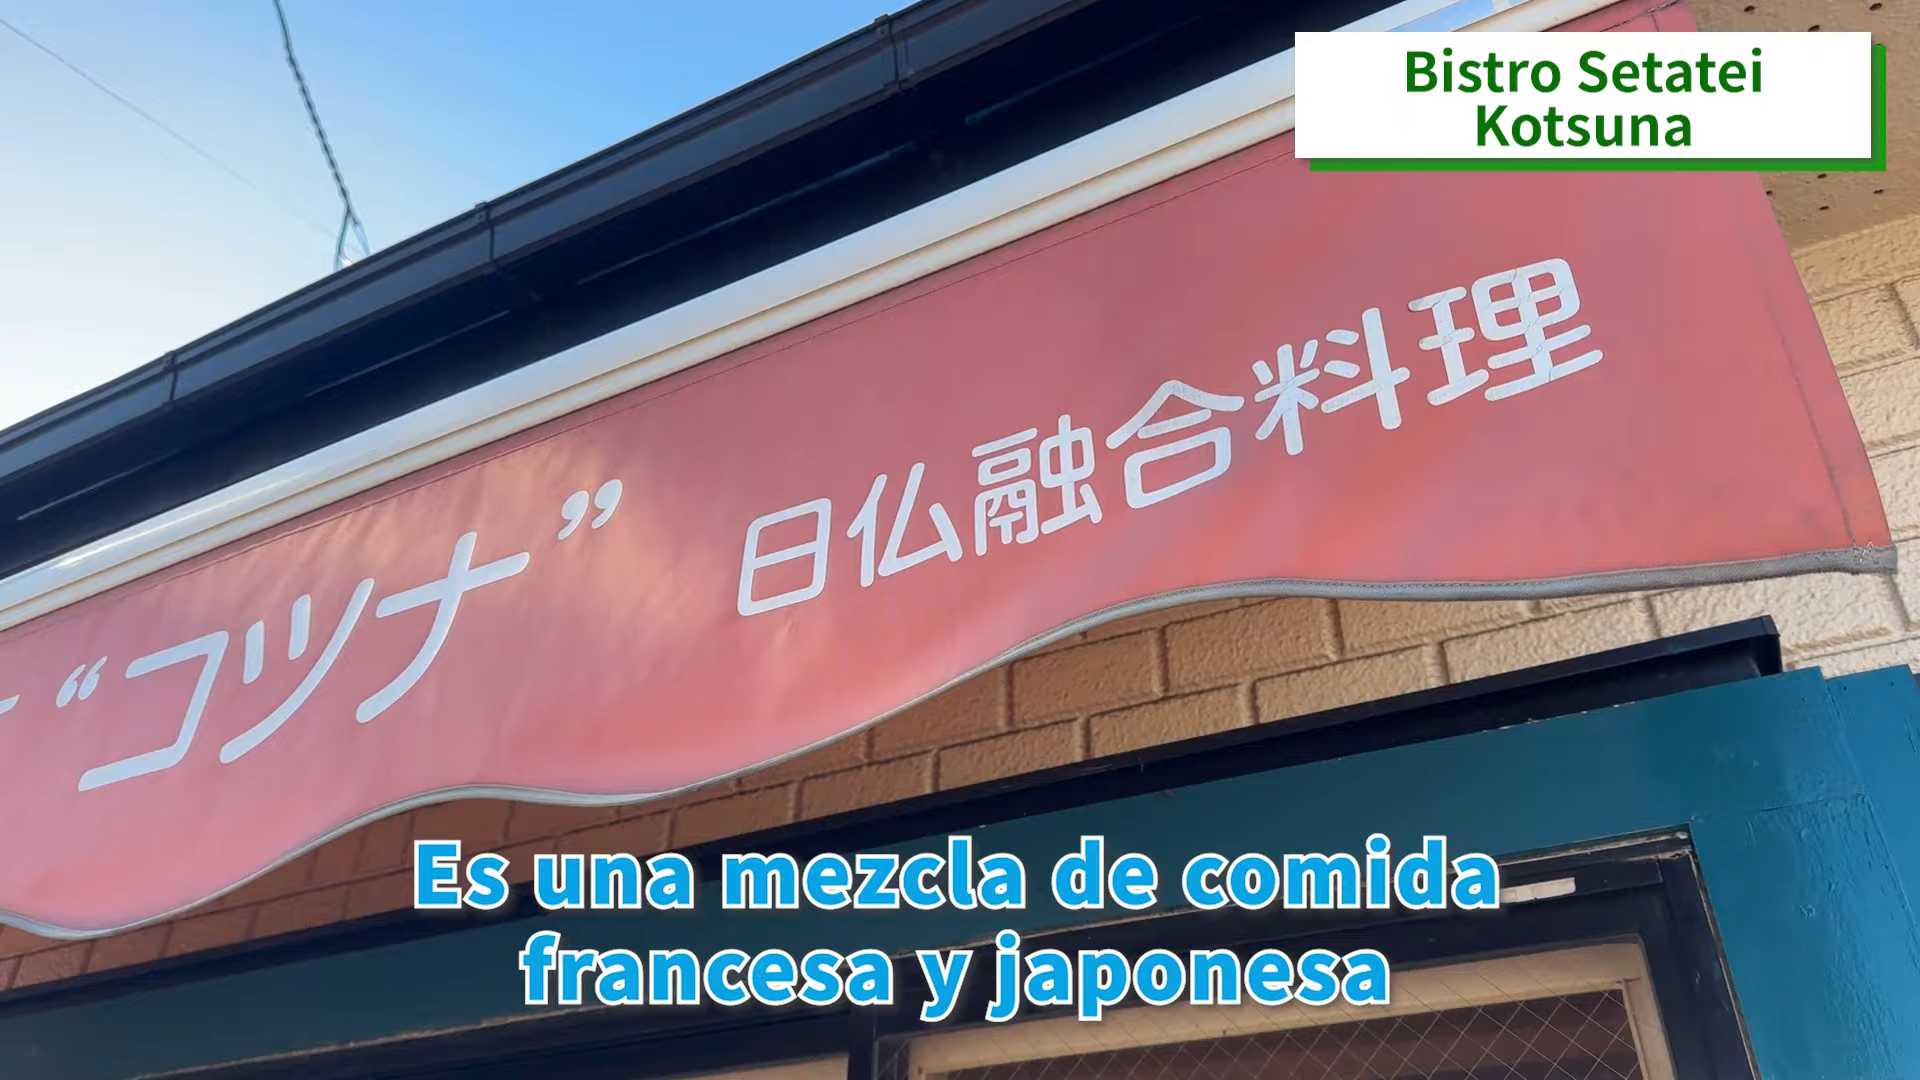 Bistro Setatei
Kotsuna
“コツナ” 日仏融合料理
Es una mezcla de comida
francesa y japonesa